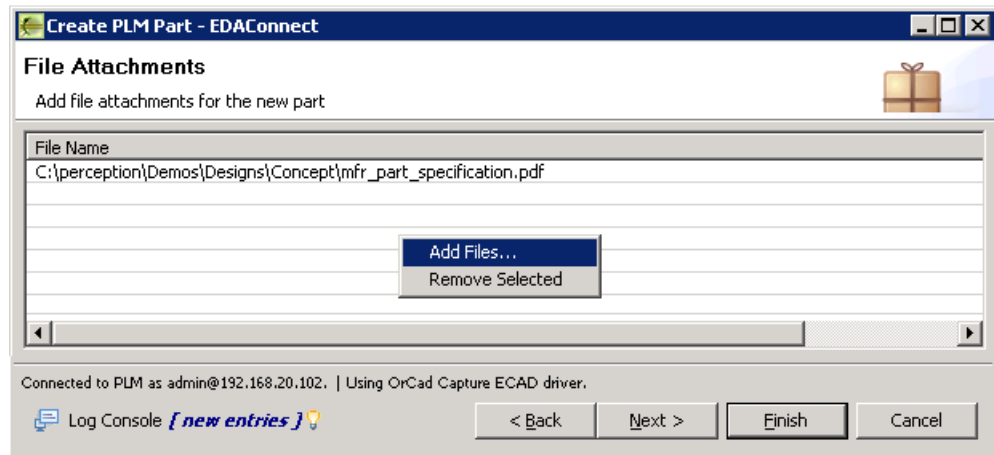 Create PLM Part - EDAConnect
File Attachments
Add file attachments for the new part
File Name
C:\perception\Demos\Designs\Concept\mfr_part_specification.pdf
Add Files...
Remove Selected
Connected to PLM as admin@192.168.20.102. | Using OrCad Capture ECAD driver.
Log Console { new entries } < Back Next > Finish Cancel